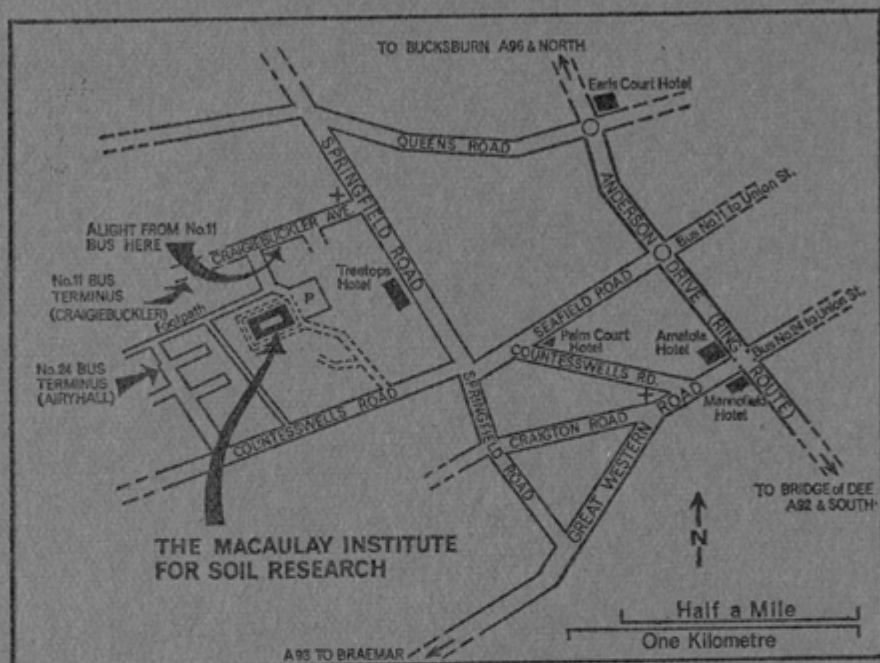 TO BUCKSBURN A96 & NORTH
Earls Court Hotel
QUEENS ROAD
SPRINGFIELD ROAD
ANDERSON DRIVE (RING ROUTE)
Bus No.11 to Union St.
ALIGHT FROM No.11
BUS HERE
CRAIGIEBUCKLER AVE.
No.11 BUS
TERMINUS
(CRAIGIEBUCKLER)
Footpath
P
Treetops
Hotel
SEAFIELD ROAD
Palm Court
Hotel
Amatola
Hotel
Bus No.24 to Union St.
No.24 BUS
TERMINUS
(AIRYHALL)
COUNTESSWELLS RD.
Mannofield
Hotel
COUNTESSWELLS ROAD
SPRINGFIELD ROAD
CRAIGTON ROAD
GREAT WESTERN ROAD
TO BRIDGE of DEE
A92 & SOUTH
N
THE MACAULAY INSTITUTE
FOR SOIL RESEARCH
Half a Mile
One Kilometre
A93 TO BRAEMAR